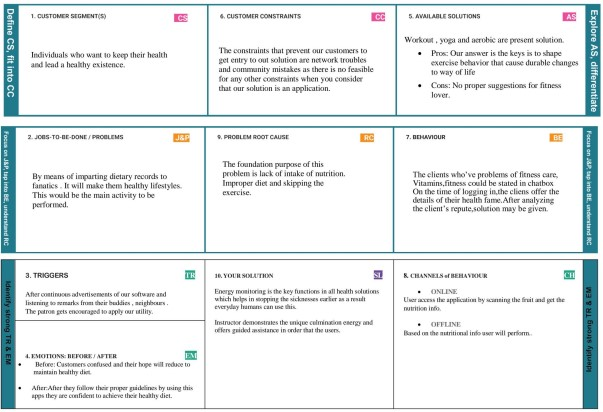 Define CS, fit into CC
1. CUSTOMER SEGMENT(S)
CS
Individuals who want to keep their health
and lead a healthy existence.
6. CUSTOMER CONSTRAINTS
CC
The constraints that prevent our customers to
get entry to out solution are network troubles
and community mistakes as there is no feasible
for any other constraints when you consider
that our solution is an application.
5. AVAILABLE SOLUTIONS
AS
Workout , yoga and aerobic are present solution.
• Pros: Our answer is the keys is to shape
exercise behavior that cause durable changes
to way of life
• Cons: No proper suggestions for fitness
lover.
Explore AS, differentiate
Focus on J&P, tap into BE, understand RC
2. JOBS-TO-BE-DONE / PROBLEMS
J&P
By means of imparting dietary records to
fanatics . It will make them healthy lifestyles.
This would be the main activity to be
performed.
9. PROBLEM ROOT CAUSE
RC
The foundation purpose of this
problem is lack of intake of nutrition.
Improper diet and skipping the
exercise.
7. BEHAVIOUR
BE
The clients who've problems of fitness care,
Vitamins,fitness could be stated in chatbox
On the time of logging in,the cliens offer the
details of their health fame.After analyzing
the client's repute,solution may be given.
Focus on J&P, tap into BE, understand RC
Identify strong TR & EM
3. TRIGGERS
TR
After continuous advertisements of our software and
listening to remarks from their buddies , neighbours .
The patron gets encouraged to apply our utility.
4. EMOTIONS: BEFORE / AFTER
EM
• Before: Customers confused and their hope will reduce to
maintain healthy diet.
• After:After they follow their proper guidelines by using this
apps they are confident to achieve their healthy diet.
10. YOUR SOLUTION
SL
Energy monitoring is the key functions in all health solutions
which helps in stopping the sicknesses earlier as a result
everyday humans can use this.
Instructor demonstrates the unique culmination energy and
offers guided assistance in order that the users.
8. CHANNELS of BEHAVIOUR
CH
• ONLINE
User access the application by scanning the fruit and get the
nutrition info.
• OFFLINE
Based on the nutritional info user will perform.
Identify strong TR & EM